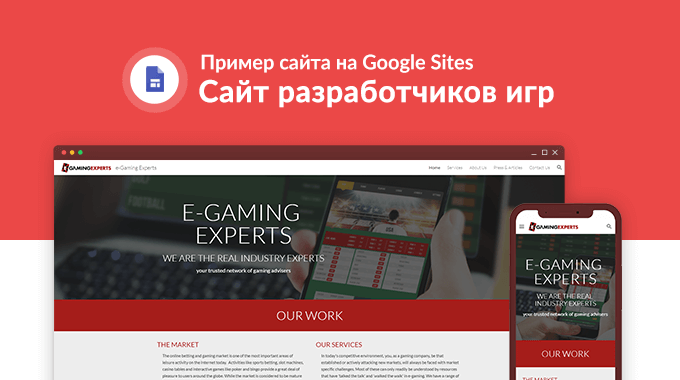 Пример сайта на Google Sites
Сайт разработчиков игр
GAMINGEXPERTS e-Gaming Experts Home Services About Us Press & Articles Contact Us
FOOTBALL
E-GAMING
EXPERTS
WE ARE THE REAL INDUSTRY EXPERTS
your trusted network of gaming advisers
OUR WORK
THE MARKET
The online betting and gaming market is one of the most important areas of
leisure activity on the Internet today. Activities like sports betting, slot machines,
casino tables and interactive games like poker and bingo provide a great deal of
pleasure to users around the globe. While the market is considered to be mature
OUR SERVICES
In today's competitive environment, you, as a gaming company, be that
established or actively attacking new markets, will always be faced with market
specific challenges. Most of these can only readily be understood by resources
that have 'talked the talk' and 'walked the walk' in e-gaming. We have a range of
GAMINGEXPERTS
E-GAMING
EXPERTS
WE ARE THE REAL
INDUSTRY EXPERTS
your trusted network of gaming advisers
OUR WORK
THE MARKET